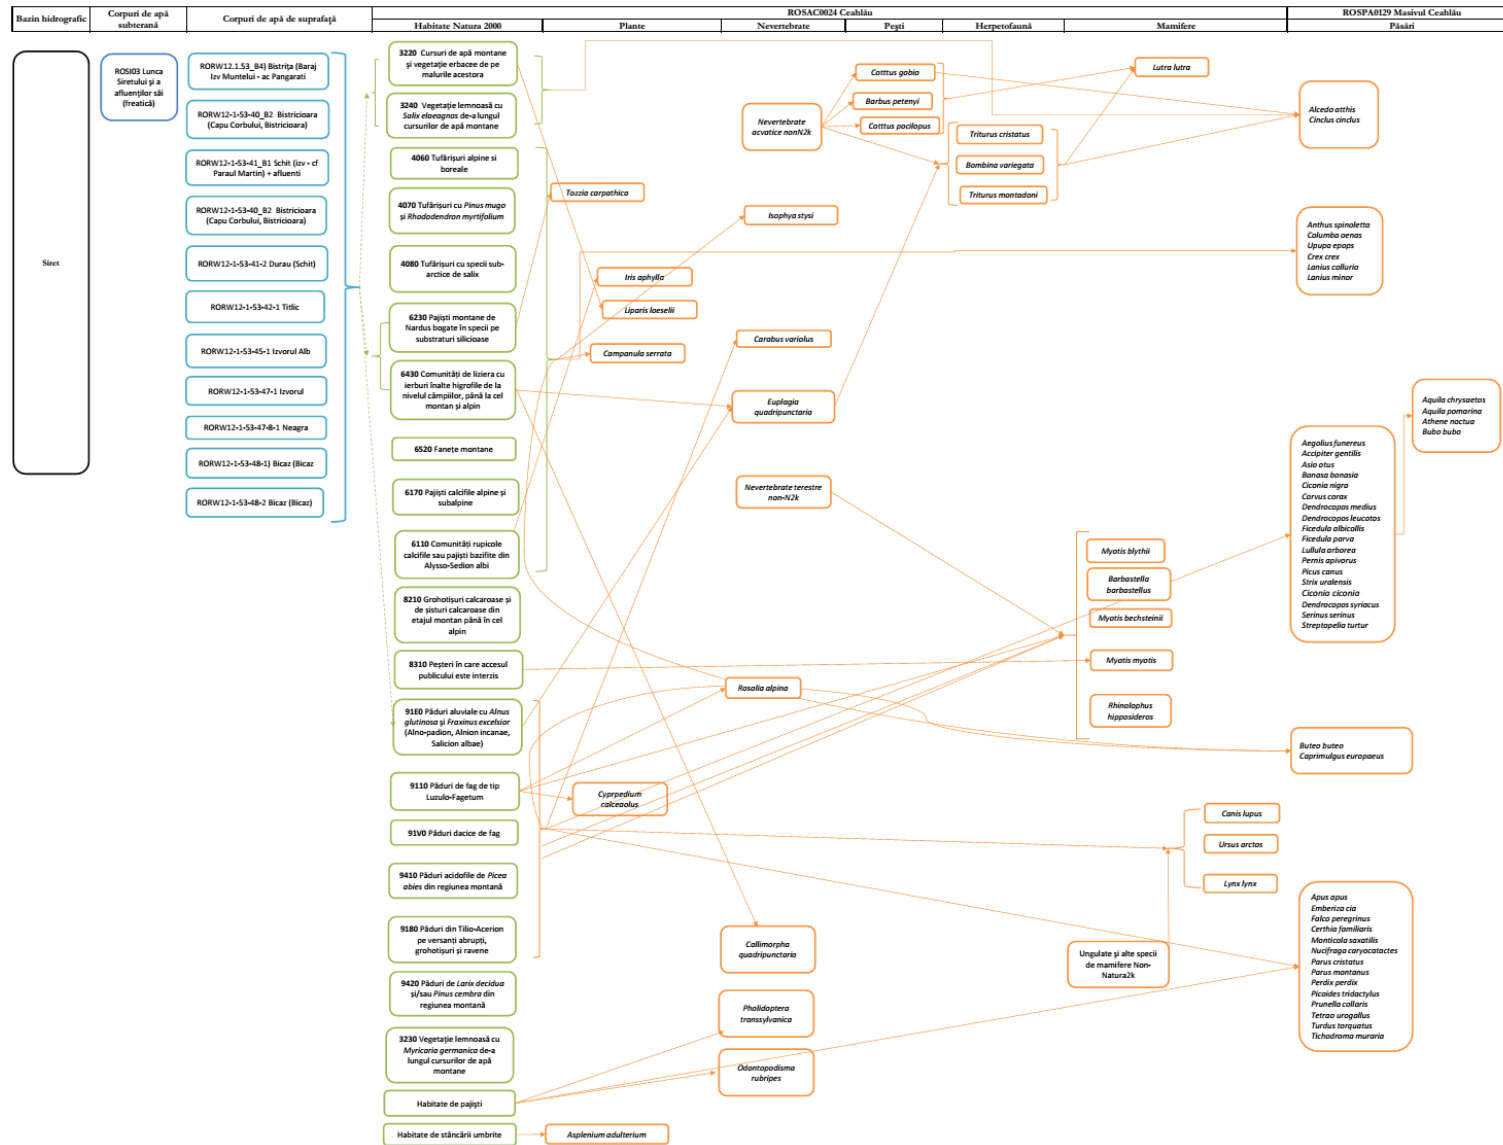 Bazin hidrografic
Corpuri de apă
subterană
Corpuri de apă de suprafață
ROSAC0024 Ceahlău
ROSPA0129 Masivul Ceahlău
Habitate Natura 2000
Plante
Nevertebrate
Pești
Herpetofaună
Mamifere
Păsări
Siret
ROSI03 Lunca
Siretului și a
afluenților săi
(freatică)
RORW12.1.53_B4) Bistrița (Baraj
Izv Muntelui - ac Pangarati
RORW12-1-53-40_B2 Bistricioara
(Capu Corbului, Bistricioara)
RORW12-1-53-41_B1 Schit (izv - cf
Paraul Martin) + afluenti
RORW12-1-53-40_B2 Bistricioara
(Capu Corbului, Bistricioara)
RORW12-1-53-41-2 Durau (Schit)
RORW12-1-53-42-1 Titlic
RORW12-1-53-45-1 Izvorul Alb
RORW12-1-53-47-1 Izvorul
RORW12-1-53-47-8-1 Neagra
RORW12-1-53-48-1) Bicaz (Bicaz
RORW12-1-53-48-2 Bicaz (Bicaz)
3220 Cursuri de apă montane
și vegetație erbacee de pe
malurile acestora
3240 Vegetație lemnoasă cu
Salix elaeagnos de-a lungul
cursurilor de apă montane
4060 Tufărișuri alpine si
boreale
4070 Tufărișuri cu Pinus mugo
și Rhododendron myrtifolium
4080 Tufărișuri cu specii sub-
arctice de salix
6230 Pajiști montane de
Nardus bogate în specii pe
substraturi silicioase
6430 Comunități de liziera cu
ierburi înalte higrofile de la
nivelul câmpiilor, până la cel
montan și alpin
6520 Fanețe montane
6170 Pajiști calcifile alpine și
subalpine
6110 Comunități rupicole
calcifile sau pajiști bazifite din
Alysso-Sedion albi
8210 Grohotișuri calcaroase și
de șisturi calcaroase din
etajul montan până în cel
alpin
8310 Peșteri în care accesul
publicului este interzis
91E0 Păduri aluviale cu Alnus
glutinosa și Fraxinus excelsior
(Alno-padion, Alnion incanae,
Salicion albae)
9110 Păduri de fag de tip
Luzulo-Fagetum
91V0 Păduri dacice de fag
9410 Păduri acidofile de Picea
abies din regiunea montană
9180 Păduri din Tilio-Acerion
pe versanți abrupți,
grohotișuri și ravene
9420 Păduri de Larix decidua
și/sau Pinus cembra din
regiunea montană
3230 Vegetație lemnoasă cu
Myricaria germanica de-a
lungul cursurilor de apă
montane
Habitate de pajiști
Habitate de stâncării umbrite
Tozzia carpathica
Iris aphylla
Liparis loeselii
Campanula serrata
Cyprpedium
calceaolus
Asplenium adulterium
Nevertebrate
acvatice nonN2k
Isophya stysi
Carabus variolus
Euplagia
quadripunctaria
Nevertebrate terestre
non-N2k
Rosalia alpina
Callimorpha
quadripunctaria
Pholidoptera
transsylvanica
Odontopodisma
rubripes
Cotttus gobio
Barbus petenyi
Cotttus pocilopus
Triturus cristatus
Bombina variegata
Triturus montadoni
Lutra lutra
Myotis blythii
Barbastella
barbastellus
Myotis bechsteinii
Myotis myotis
Rhinolophus
hipposideros
Canis lupus
Ursus arctos
Lynx lynx
Ungulate și alte specii
de mamifere Non-
Natura2k
Alcedo atthis
Cinclus cinclus
Anthus spinoletta
Columba oenas
Upupa epops
Crex crex
Lanius collurio
Lanius minor
Aquila chrysaetos
Aquila pomarina
Athene noctua
Bubo bubo
Aegolius funereus
Accipiter gentilis
Asio otus
Bonasa bonasia
Ciconia nigra
Corvus corax
Dendrocopos medius
Dendrocopos leucotos
Ficedula albicollis
Ficedula parva
Lullula arborea
Pernis apivorus
Picus canus
Strix uralensis
Ciconia ciconia
Dendrocopos syriacus
Serinus serinus
Streptopelia turtur
Buteo buteo
Caprimulgus europaeus
Apus apus
Emberiza cia
Falco peregrinus
Certhia familiaris
Monticola saxatilis
Nucifraga caryocatactes
Parus cristatus
Parus montanus
Perdix perdix
Picoides tridactylus
Prunella collaris
Tetrao urogallus
Turdus torquatus
Tichodroma muraria